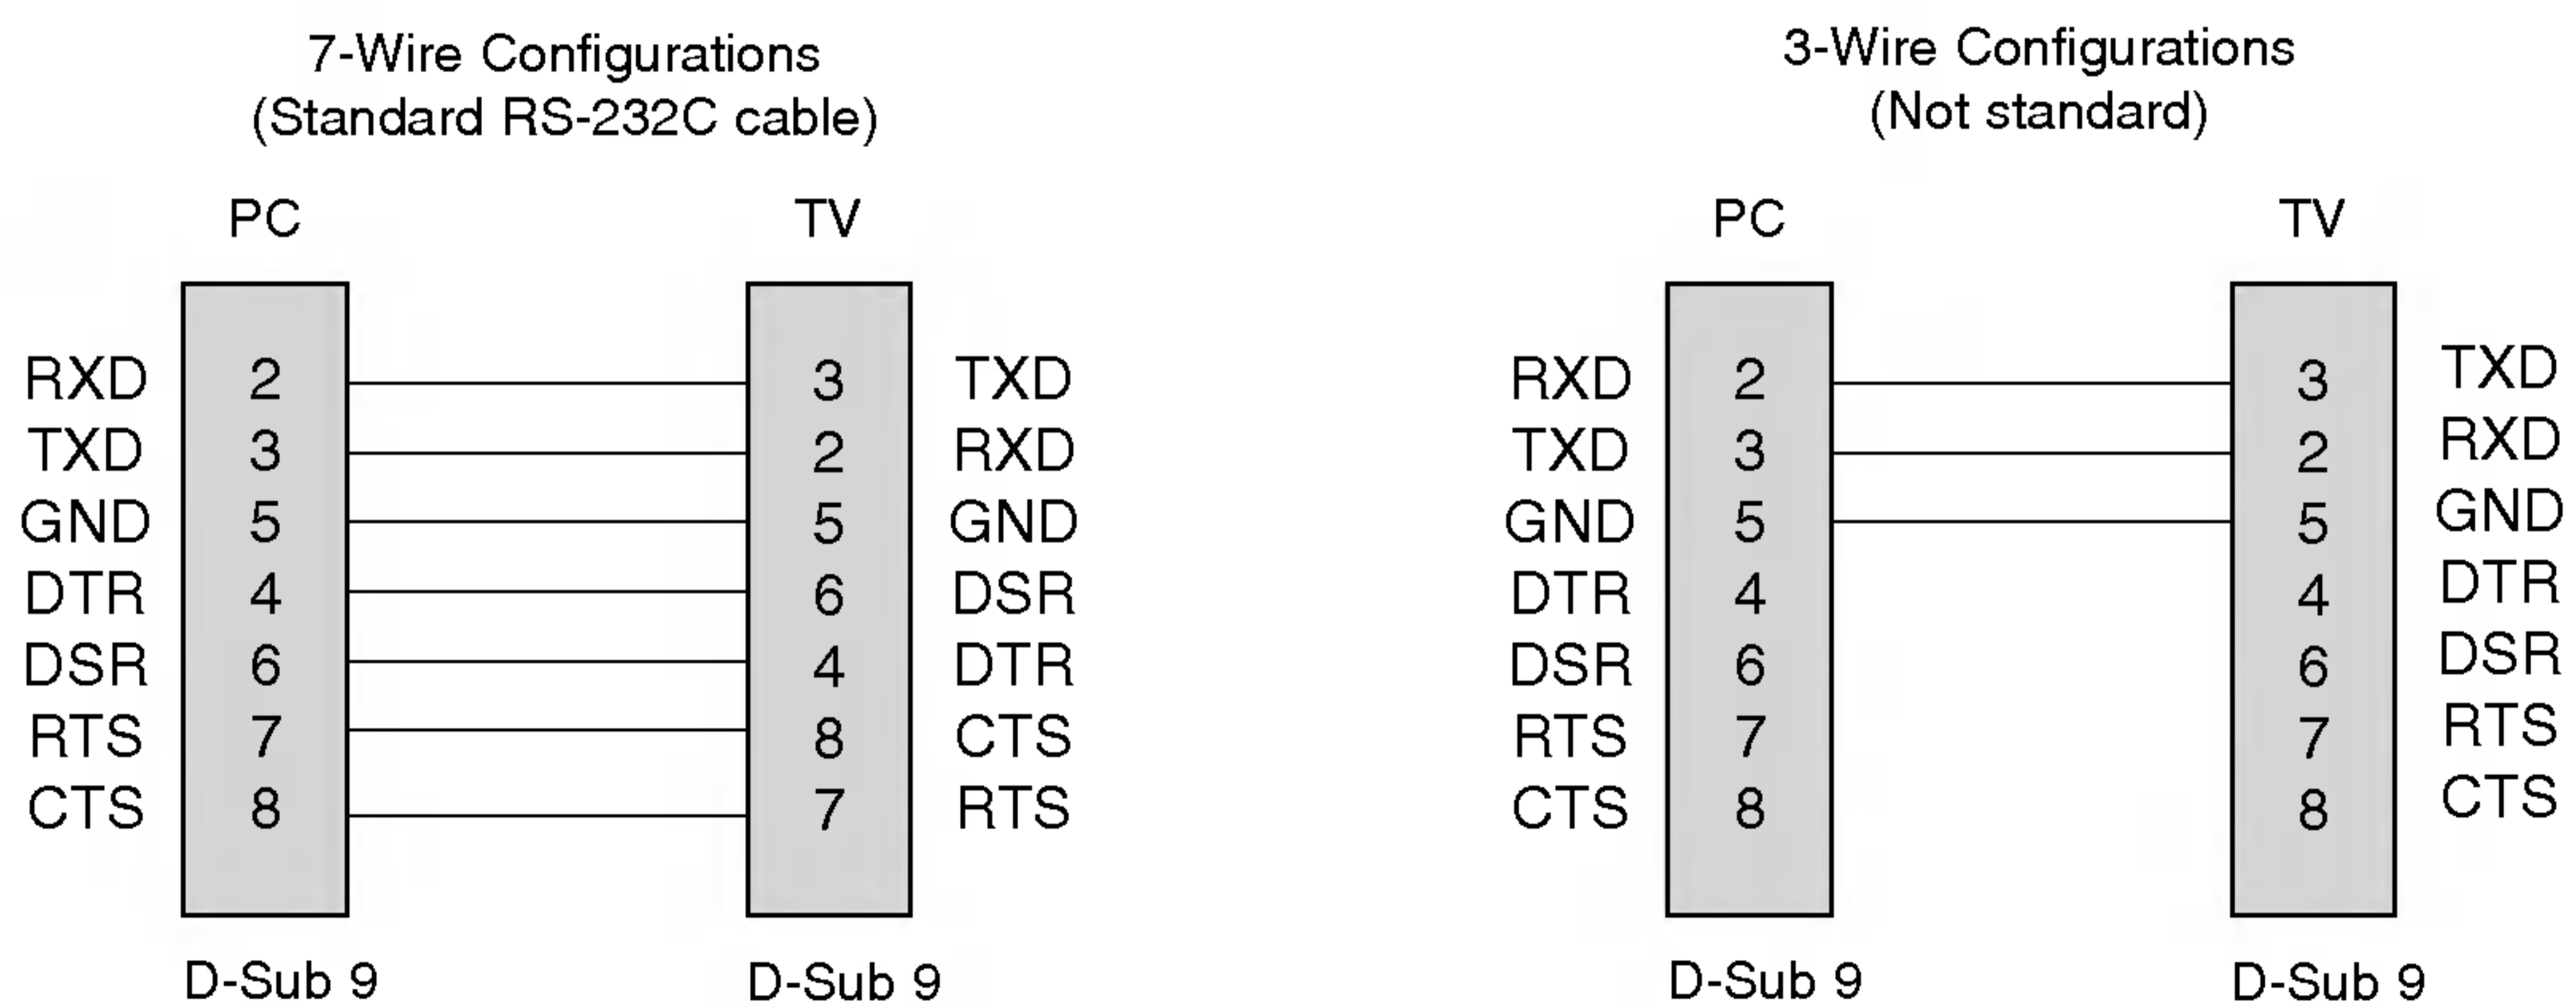 7-Wire Configurations
(Standard RS-232C cable)
PC TV
RXD 2 3 TXD
TXD 3 2 RXD
GND 5 5 GND
DTR 4 6 DSR
DSR 6 4 DTR
RTS 7 8 CTS
CTS 8 7 RTS
D-Sub 9 D-Sub 9
3-Wire Configurations
(Not standard)
PC TV
RXD 2 3 TXD
TXD 3 2 RXD
GND 5 5 GND
DTR 4 4 DTR
DSR 6 6 DSR
RTS 7 7 RTS
CTS 8 8 CTS
D-Sub 9 D-Sub 9